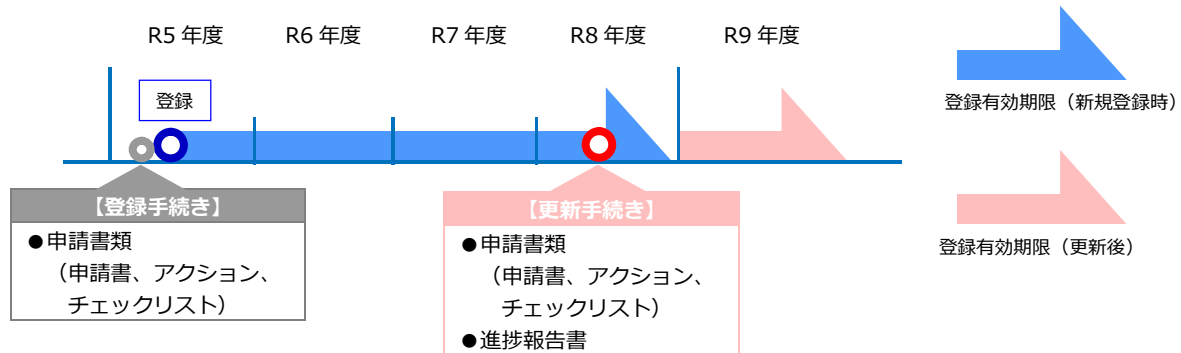 R5 年度
R6 年度
R7 年度
R8 年度
R9 年度
登録
登録有効期限（新規登録時）
登録有効期限（更新後）
【登録手続き】
●申請書類
（申請書、アクション、
チェックリスト）
【更新手続き】
●申請書類
（申請書、アクション、
チェックリスト）
●進捗報告書